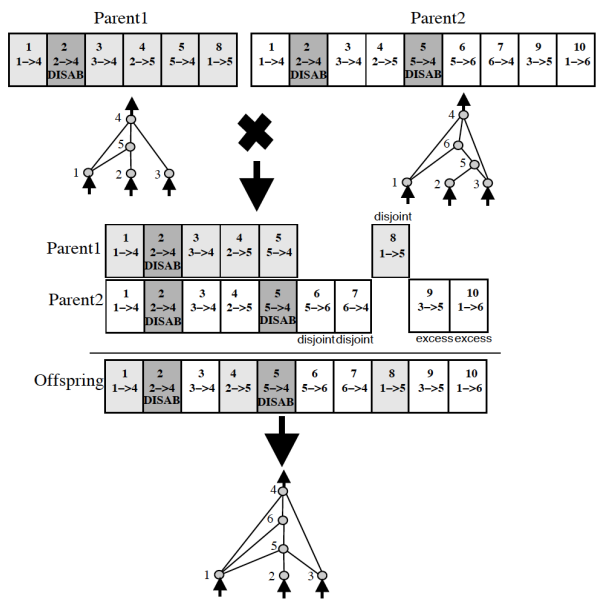 Parent1 Parent2
1 2 3 4 5 8 1 2 3 4 5 6 7 9 10
1->4 2->4 3->4 2->5 5->4 1->5 1->4 2->4 3->4 2->5 5->4 5->6 6->4 3->5 1->6
DISAB DISAB DISAB
4 4
5 6
5
1 2 3 1 2 3
disjoint
Parent1 1 2 3 4 5 8
1->4 2->4 3->4 2->5 5->4 1->5
DISAB
Parent2 1 2 3 4 5 6 7 9 10
1->4 2->4 3->4 2->5 5->4 5->6 6->4 3->5 1->6
DISAB DISAB
disjoint disjoint excess excess
Offspring 1 2 3 4 5 6 7 8 9 10
1->4 2->4 3->4 2->5 5->4 5->6 6->4 1->5 3->5 1->6
DISAB DISAB
4
6
5
1 2 3